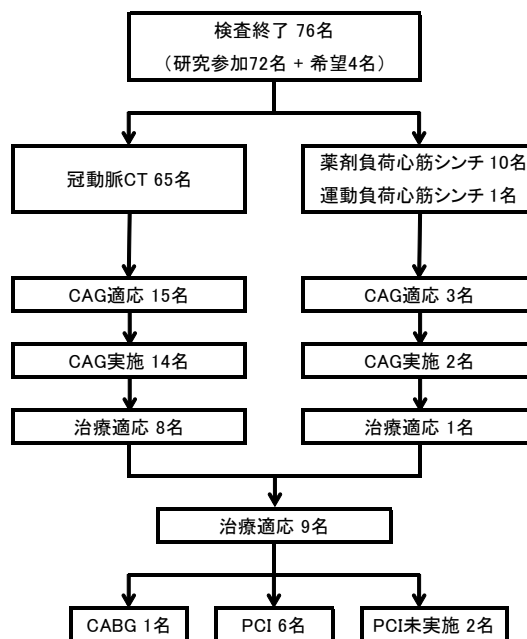 検査終了 76名
（研究参加72名 + 希望4名）
冠動脈CT 65名
薬剤負荷心筋シンチ 10名
運動負荷心筋シンチ 1名
CAG適応 15名
CAG適応 3名
CAG実施 14名
CAG実施 2名
治療適応 8名
治療適応 1名
治療適応 9名
CABG 1名
PCI 6名
PCI未実施 2名